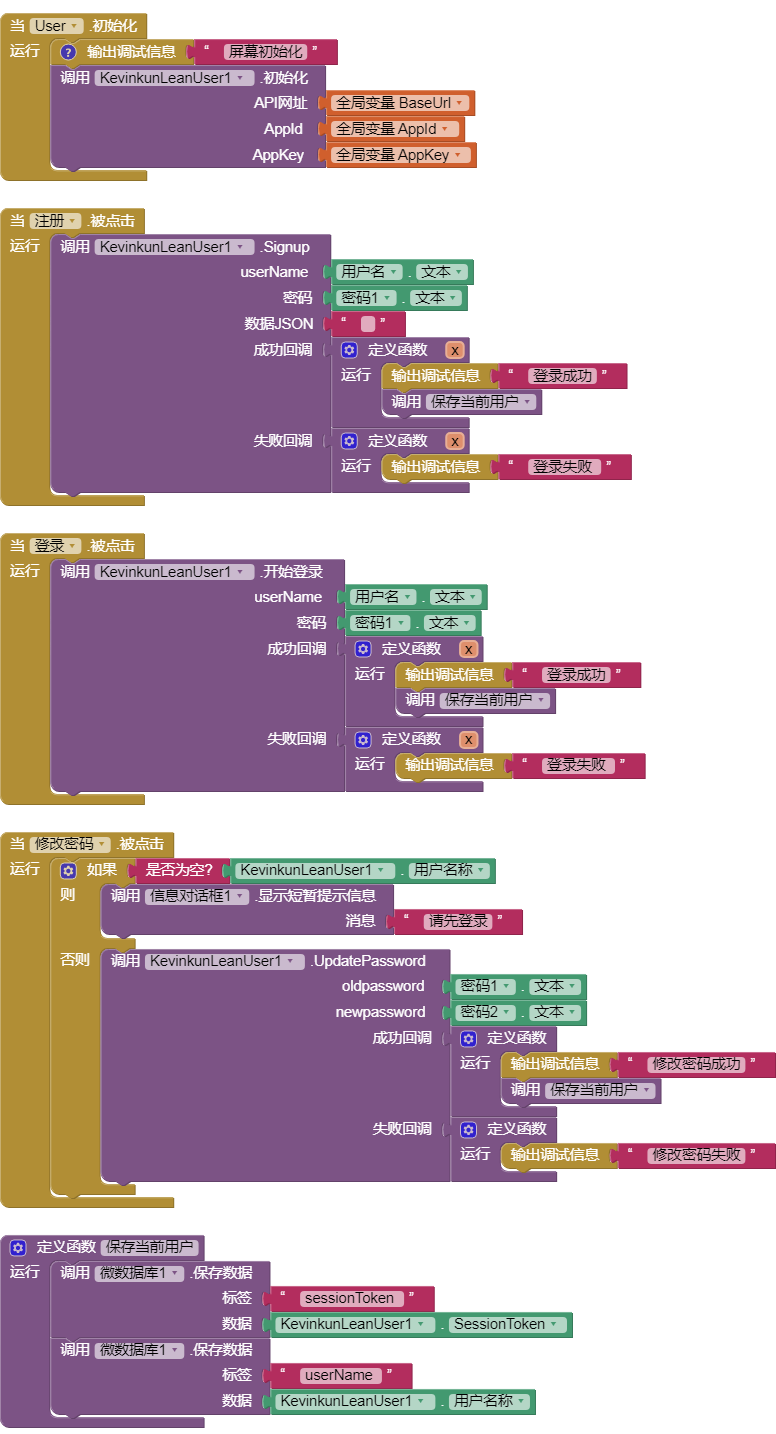 当 User .初始化
运行 ? 输出调试信息 “ 屏幕初始化 ”
调用 KevinkunLeanUser1 .初始化
API网址 全局变量 BaseUrl
AppId 全局变量 AppId
AppKey 全局变量 AppKey
当 注册 .被点击
运行 调用 KevinkunLeanUser1 .Signup
userName 用户名 . 文本
密码 密码1 . 文本
数据JSON “ ”
成功回调 定义函数 x
运行 输出调试信息 “ 登录成功 ”
调用 保存当前用户
失败回调 定义函数 x
运行 输出调试信息 “ 登录失败 ”
当 登录 .被点击
运行 调用 KevinkunLeanUser1 .开始登录
userName 用户名 . 文本
密码 密码1 . 文本
成功回调 定义函数 x
运行 输出调试信息 “ 登录成功 ”
调用 保存当前用户
失败回调 定义函数 x
运行 输出调试信息 “ 登录失败 ”
当 修改密码 .被点击
运行 如果 是否为空? KevinkunLeanUser1 . 用户名称
则 调用 信息对话框1 .显示短暂提示信息
消息 “ 请先登录 ”
否则 调用 KevinkunLeanUser1 .UpdatePassword
oldpassword 密码1 . 文本
newpassword 密码2 . 文本
成功回调 定义函数
运行 输出调试信息 “ 修改密码成功 ”
调用 保存当前用户
失败回调 定义函数
运行 输出调试信息 “ 修改密码失败 ”
定义函数 保存当前用户
运行 调用 微数据库1 .保存数据
标签 “ sessionToken ”
数据 KevinkunLeanUser1 . SessionToken
调用 微数据库1 .保存数据
标签 “ userName ”
数据 KevinkunLeanUser1 . 用户名称